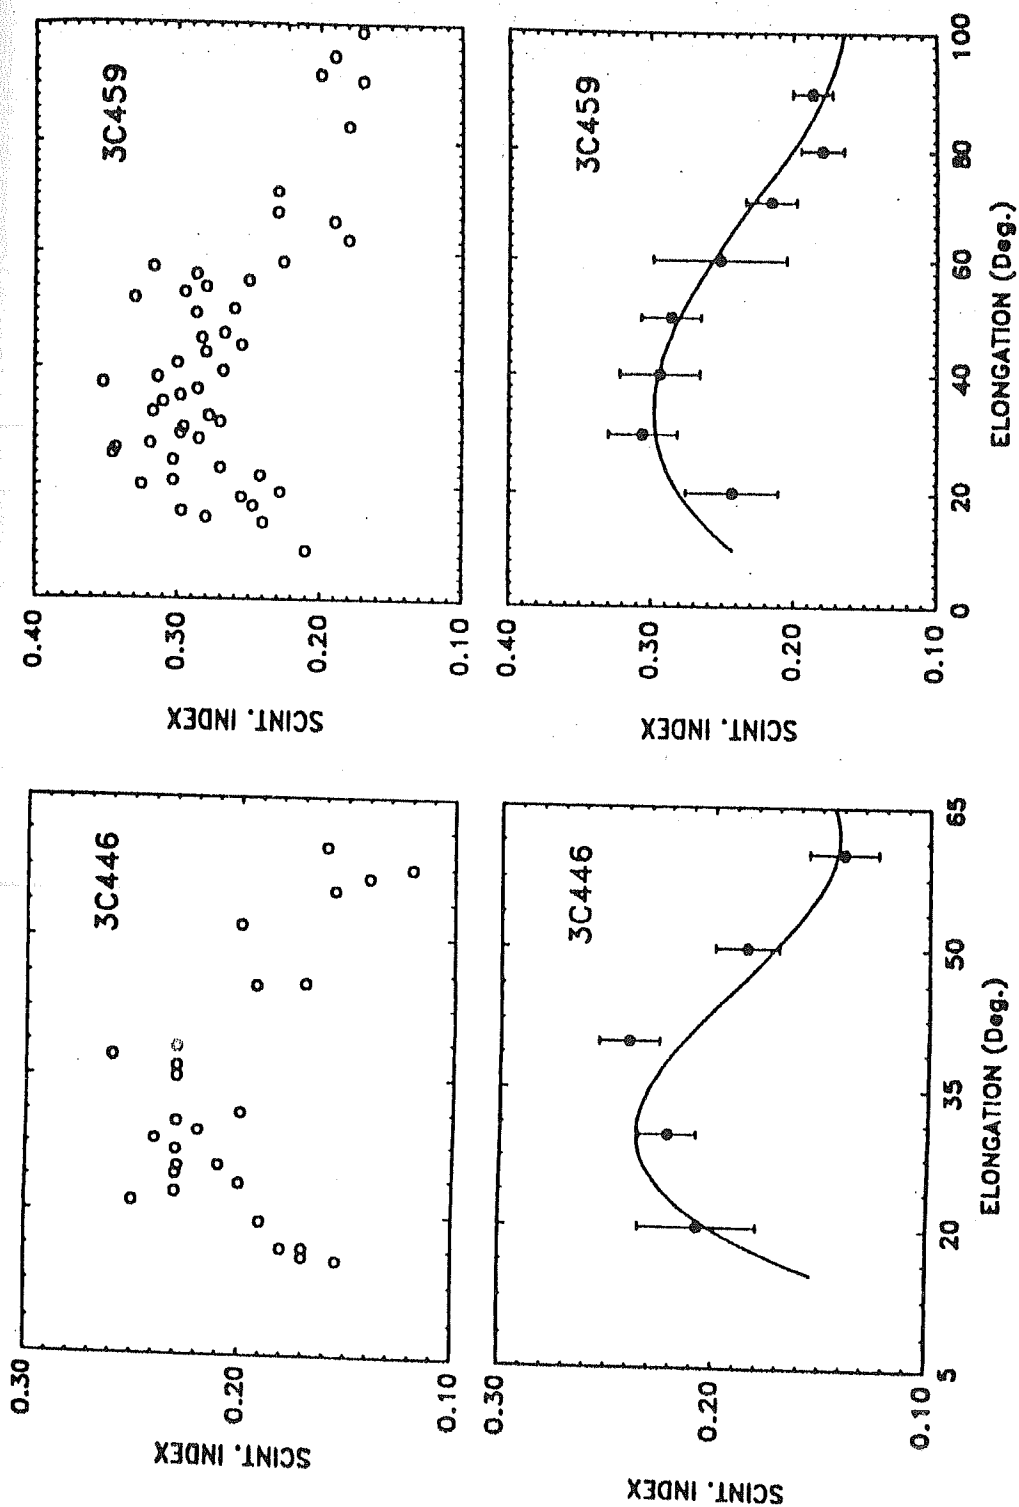 3C446
0.30
0.20
0.10
SCINT. INDEX
3C459
0.40
0.30
0.20
0.10
SCINT. INDEX
3C446
0.30
0.20
0.10
SCINT. INDEX
5
20
35
50
65
ELONGATION (Deg.)
3C459
0.40
0.30
0.20
0.10
SCINT. INDEX
0
20
40
60
80
100
ELONGATION (Deg.)